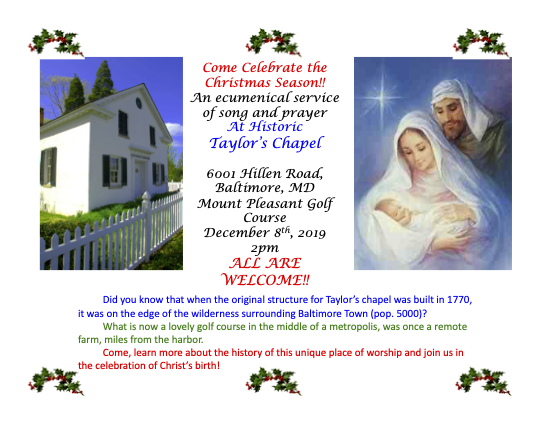 Come Celebrate the
Christmas Season!!
An ecumenical service
of song and prayer
At Historic
Taylor's Chapel
6001 Hillen Road,
Baltimore, MD
Mount Pleasant Golf
Course
December 8th, 2019
2pm
ALL ARE
WELCOME!!
Did you know that when the original structure for Taylor's chapel was built in 1770,
it was on the edge of the wilderness surrounding Baltimore Town (pop. 5000)?
What is now a lovely golf course in the middle of a metropolis, was once a remote
farm, miles from the harbor.
Come, learn more about the history of this unique place of worship and join us in
the celebration of Christ's birth!